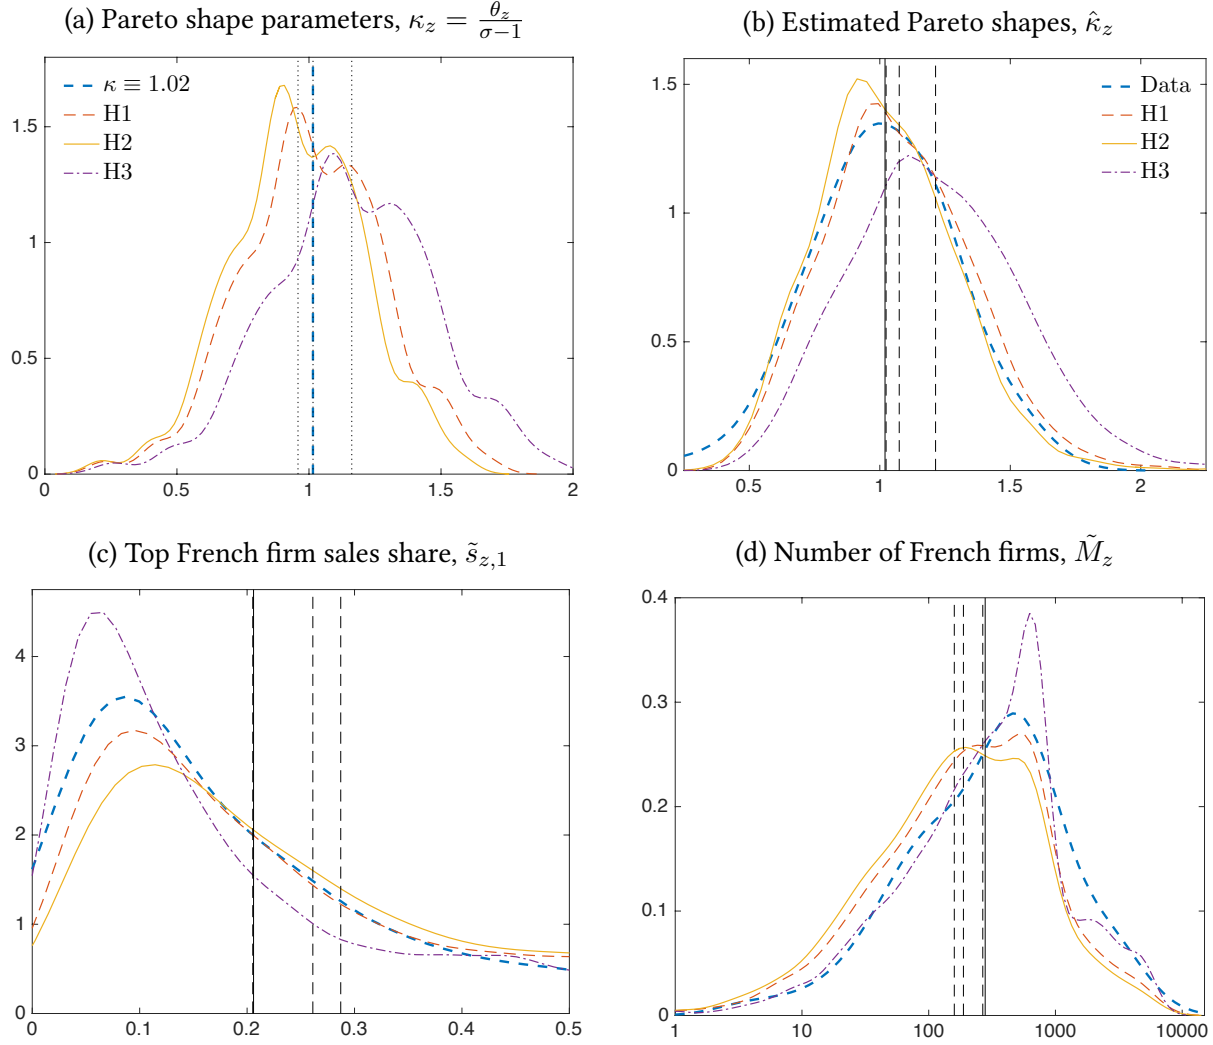 (a) Pareto shape parameters, κ_z = θ_z/(σ−1)
κ ≡ 1.02
H1
H2
H3
1.5
1
0.5
0
0 0.5 1 1.5 2
(b) Estimated Pareto shapes, κ̂_z
Data
H1
H2
H3
1.5
1
0.5
0
0.5 1 1.5 2
(c) Top French firm sales share, s̃_{z,1}
4
3
2
1
0
0 0.1 0.2 0.3 0.4 0.5
(d) Number of French firms, M̃_z
0.4
0.3
0.2
0.1
0
1 10 100 1000 10000